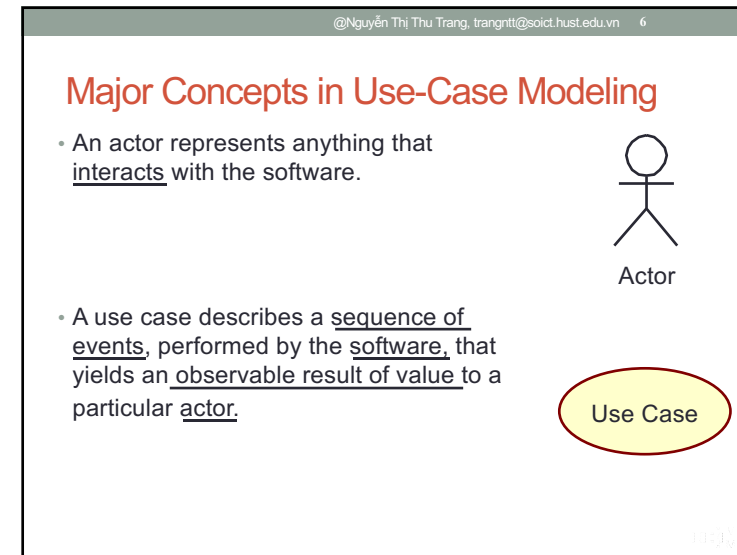 @Nguyễn Thị Thu Trang, trangntt@soict.hust.edu.vn 6
Major Concepts in Use-Case Modeling
• An actor represents anything that
interacts with the software.
Actor
• A use case describes a sequence of
events, performed by the software, that
yields an observable result of value to a
particular actor.
Use Case